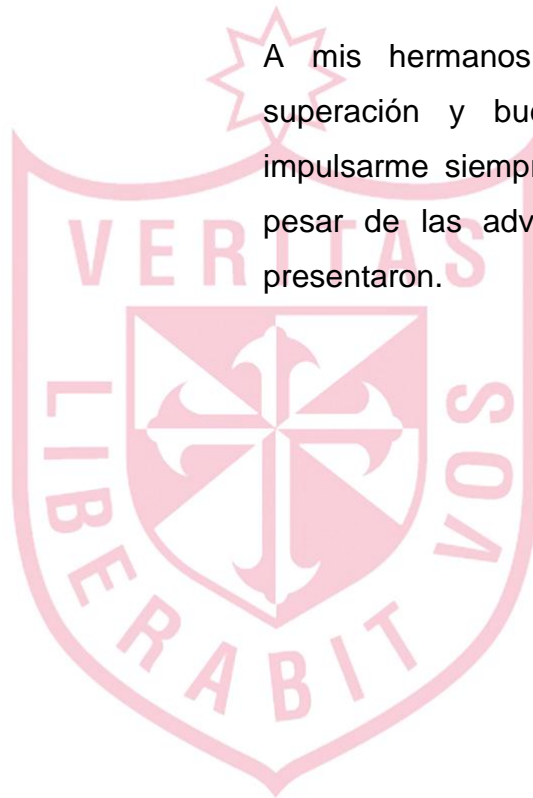 A mis hermanos
superación y
impulsarme
pesar de las
presentaron.
VERITAS
LIBERABIT
VOS